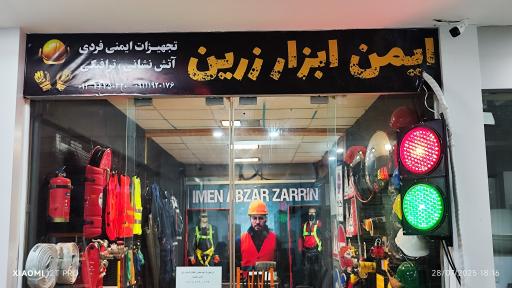 ایمن ابزار زرین
تجهیزات ایمنی فردی
آتش نشانی، ترافیکی
IMEN ABZAR ZARRIN
XIAOMI 12T PRO
28/07/2025 18:16